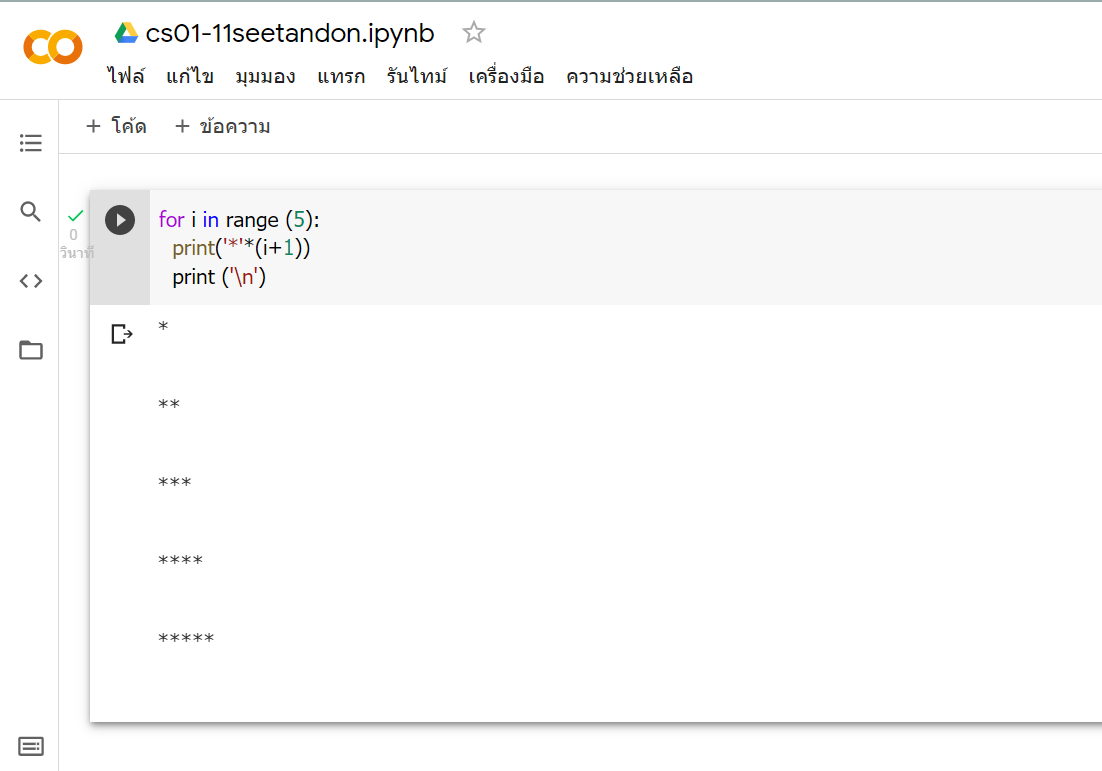 cs01-11seetandon.ipynb
ไฟล์ แก้ไข มุมมอง แทรก รันไทม์ เครื่องมือ ความช่วยเหลือ
+ โค้ด + ข้อความ
0
วินาที
for i in range (5):
print('*'*(i+1))
print ('\n')
*
**
***
****
*****